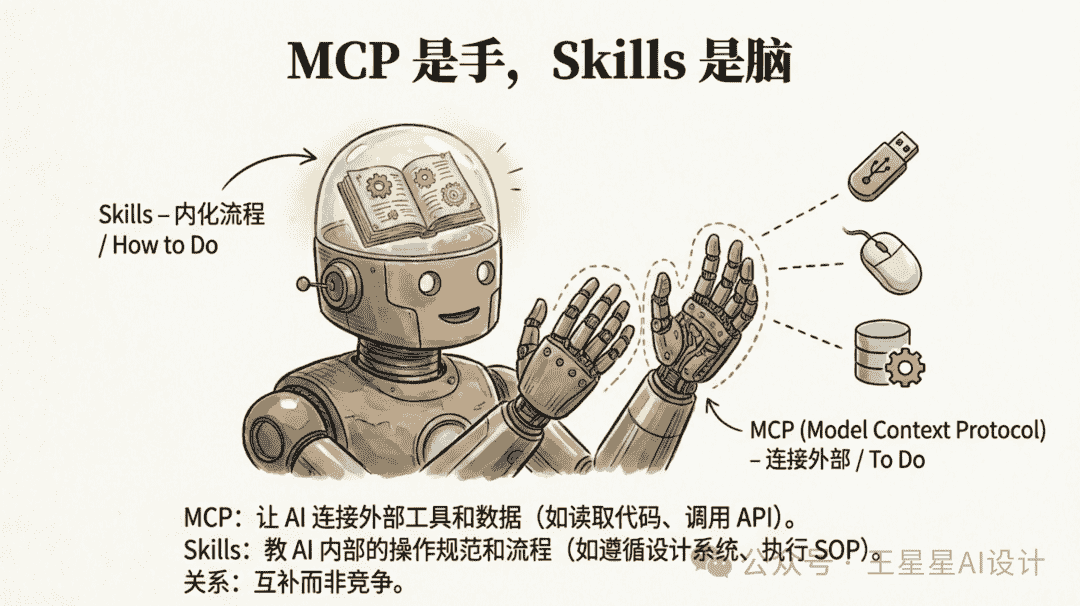 MCP 是手，Skills 是脑
Skills – 内化流程
/ How to Do
MCP (Model Context Protocol)
– 连接外部 / To Do
MCP：让 AI 连接外部工具和数据（如读取代码、调用 API）。
Skills：教 AI 内部的操作规范和流程（如遵循设计系统、执行 SOP）。
关系：互补而非竞争。
公众号 · 王星星AI设计